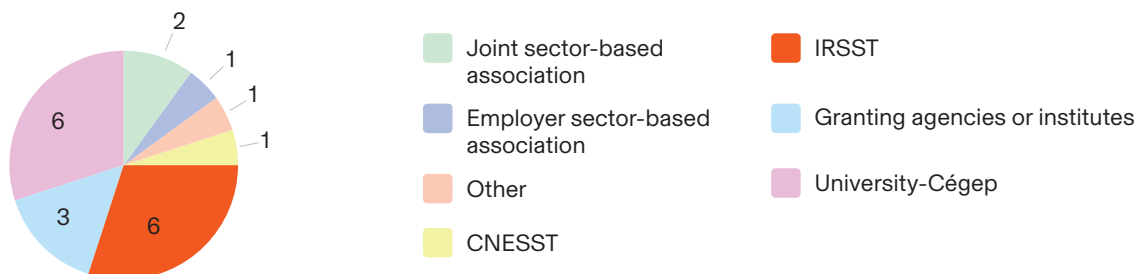 2
1
1
1
6
3
6
Joint sector-based
association
Employer sector-based
association
Other
CNESST
IRSST
Granting agencies or institutes
University-Cégep